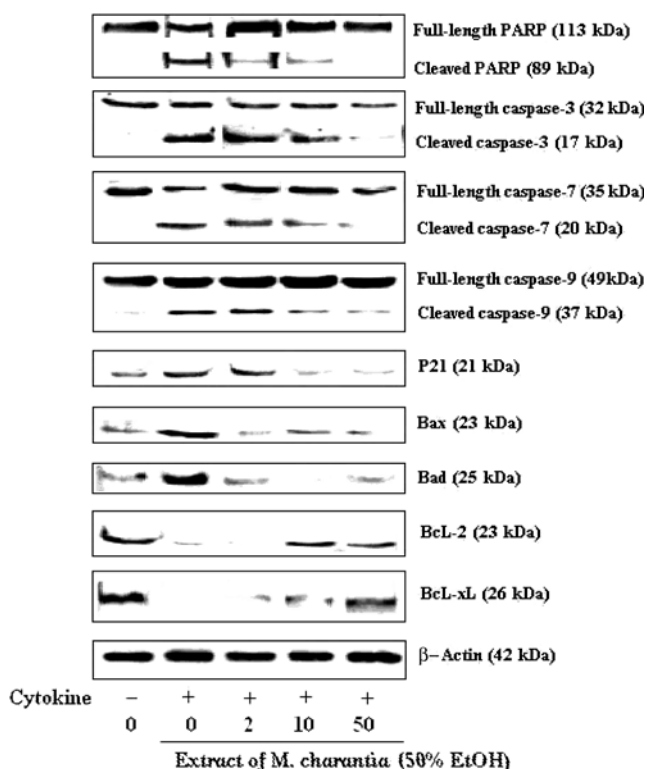 Full-length PARP (113 kDa)
Cleaved PARP (89 kDa)
Full-length caspase-3 (32 kDa)
Cleaved caspase-3 (17 kDa)
Full-length caspase-7 (35 kDa)
Cleaved caspase-7 (20 kDa)
Full-length caspase-9 (49kDa)
Cleaved caspase-9 (37 kDa)
P21 (21 kDa)
Bax (23 kDa)
Bad (25 kDa)
BcL-2 (23 kDa)
BcL-xL (26 kDa)
β-Actin (42 kDa)
Cytokine − + + + +
0 0 2 10 50
Extract of M. charantia (50% EtOH)